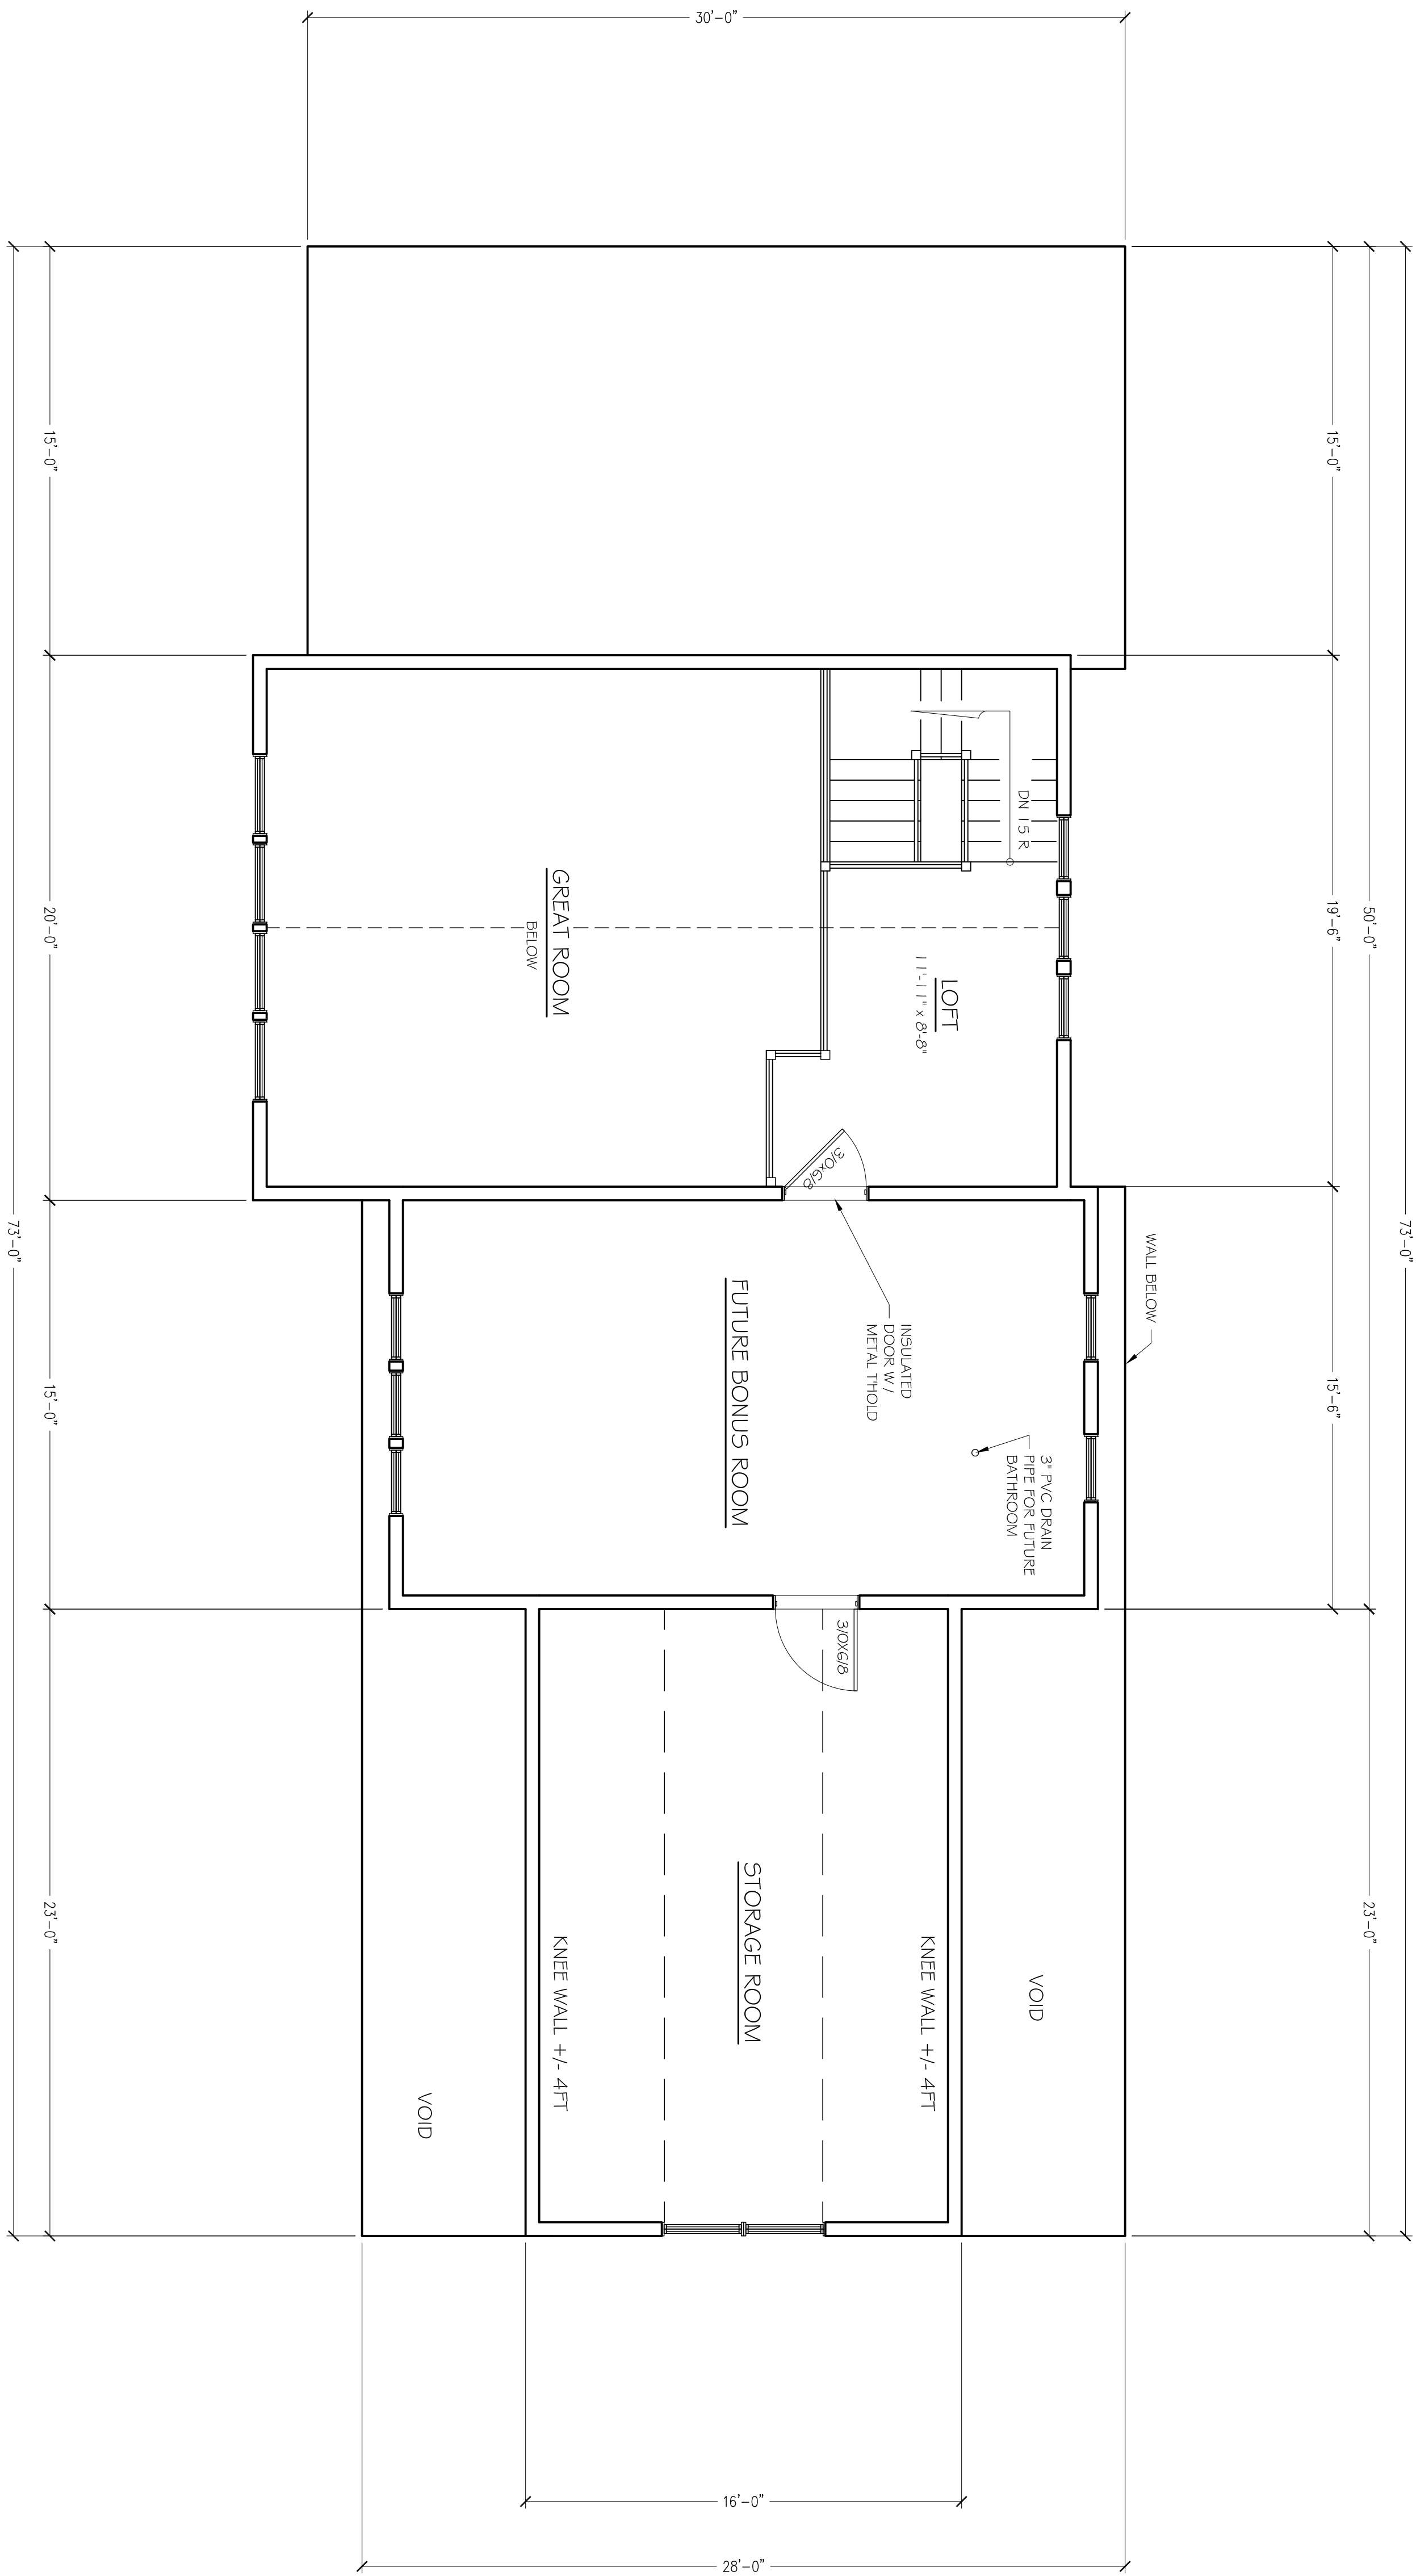 30'-0"
73'-0"
50'-0"
23'-0"
15'-0"
19'-6"
15'-6"
WALL BELOW
DN 15 R
LOFT
11'-11" x 8'-8"
3/0x6/8
INSULATED
DOOR W/
METAL T'HOLD
3" PVC DRAIN
PIPE FOR FUTURE
BATHROOM
GREAT ROOM
BELOW
FUTURE BONUS ROOM
3/0X6/8
VOID
KNEE WALL +/- 4FT
STORAGE ROOM
KNEE WALL +/- 4FT
VOID
15'-0"
20'-0"
15'-0"
23'-0"
73'-0"
16'-0"
28'-0"